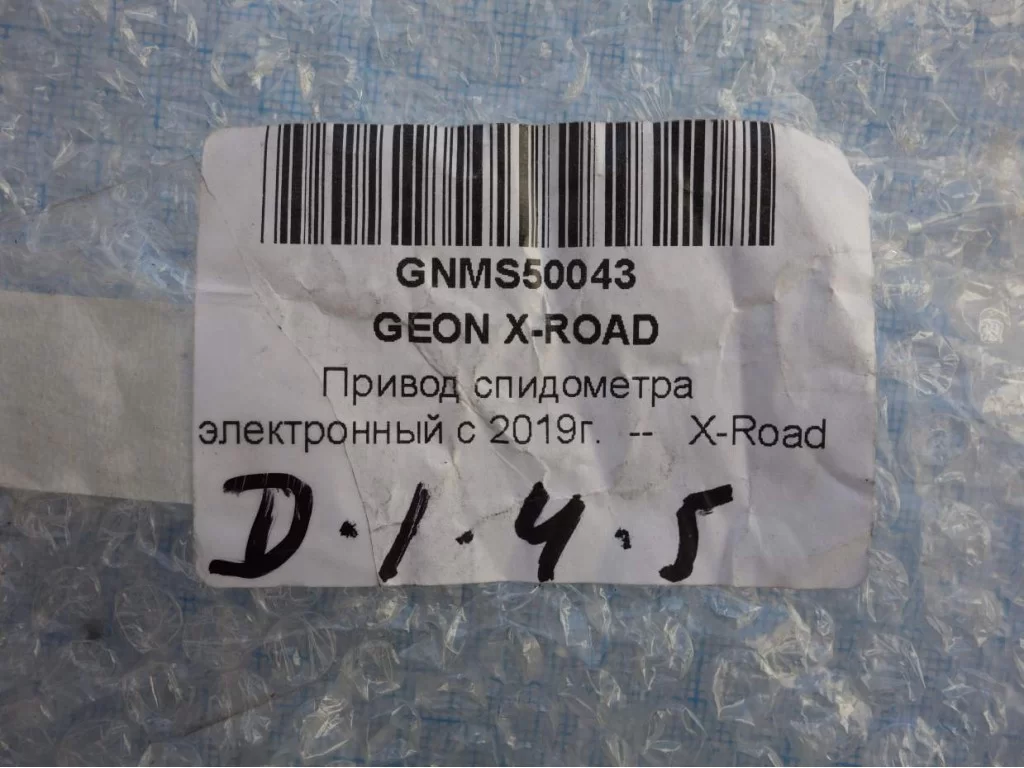 GNMS50043
GEON X-ROAD
Привод спидометра
электронный с 2019г. -- X-Road
D.1.4.5